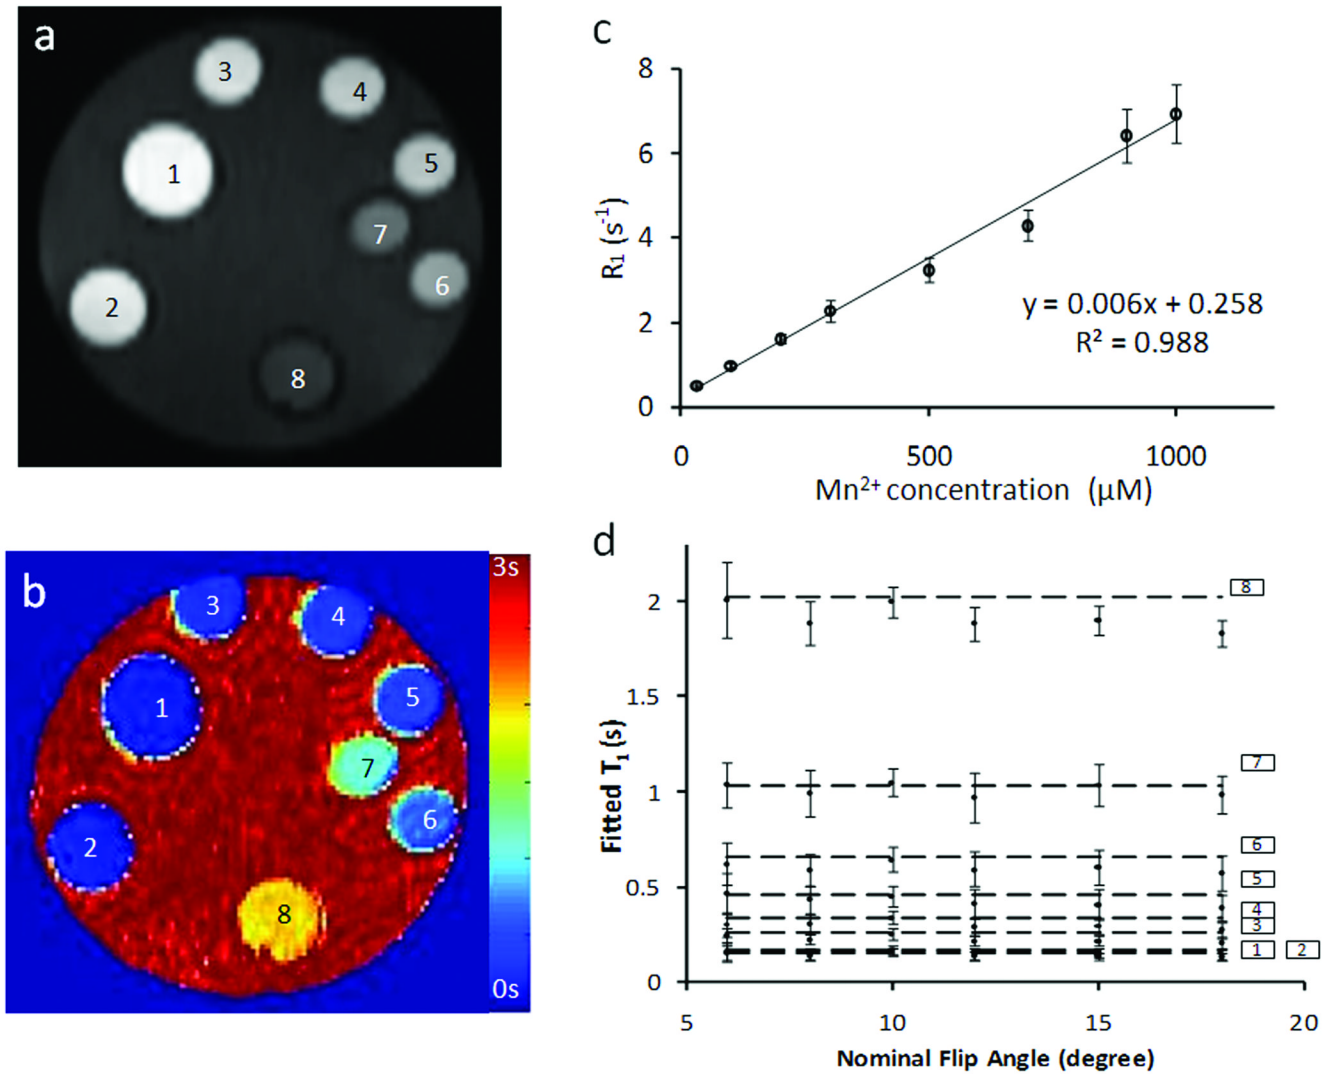 a
3
4
1
5
7
6
2
8
c
8
6
4
2
0
R₁ (s⁻¹)
y = 0.006x + 0.258
R² = 0.988
0 500 1000
Mn²⁺ concentration (μM)
b
3s
3
4
1
5
7
6
2
8
0s
d
2
1.5
1
0.5
0
Fitted T₁ (s)
8
7
6
5
4
3
1 2
5 10 15 20
Nominal Flip Angle (degree)